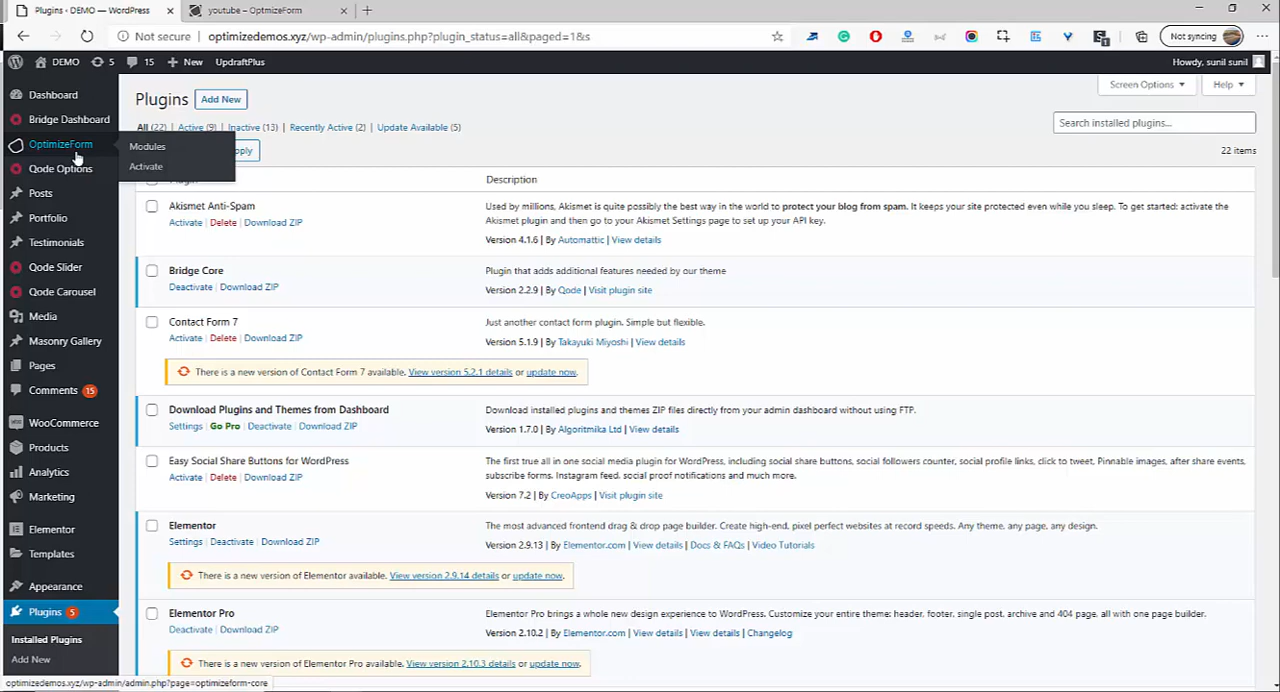 Plugins ‹ DEMO — WordPress
youtube – OptmizeForm
Not secure
optimizedemos.xyz/wp-admin/plugins.php?plugin_status=all&paged=1&s
Not syncing
DEMO
5
15
New
UpdraftPlus
Howdy, sunil sunil
Dashboard
Bridge Dashboard
OptimizeForm
Qode Options
Posts
Portfolio
Testimonials
Qode Slider
Qode Carousel
Media
Masonry Gallery
Pages
Comments 15
WooCommerce
Products
Analytics
Marketing
Elementor
Templates
Appearance
Plugins 5
Installed Plugins
Add New
Modules
Activate
Plugins Add New
Screen Options
Help
All (22) Active (9) Inactive (13) Recently Active (2) Update Available (5)
Search installed plugins...
22 items
Description
Akismet Anti-Spam
Activate | Delete | Download ZIP
Used by millions, Akismet is quite possibly the best way in the world to protect your blog from spam. It keeps your site protected even while you sleep. To get started: activate the
Akismet plugin and then go to your Akismet Settings page to set up your API key.
Version 4.1.6 | By Automattic | View details
Bridge Core
Deactivate | Download ZIP
Plugin that adds additional features needed by our theme
Version 2.2.9 | By Qode | Visit plugin site
Contact Form 7
Activate | Delete | Download ZIP
Just another contact form plugin. Simple but flexible.
Version 5.1.9 | By Takayuki Miyoshi | View details
There is a new version of Contact Form 7 available. View version 5.2.1 details or update now.
Download Plugins and Themes from Dashboard
Settings | Go Pro | Deactivate | Download ZIP
Download installed plugins and themes ZIP files directly from your admin dashboard without using FTP.
Version 1.7.0 | By Algoritmika Ltd | View details
Easy Social Share Buttons for WordPress
Activate | Delete | Download ZIP
The first true all in one social media plugin for WordPress, including social share buttons, social followers counter, social profile links, click to tweet, Pinnable images, after share events,
subscribe forms. Instagram feed, social proof notifications and much more.
Version 7.2 | By CreoApps | Visit plugin site
Elementor
Settings | Deactivate | Download ZIP
The most advanced frontend drag & drop page builder. Create high-end, pixel perfect websites at record speeds. Any theme, any page, any design.
Version 2.9.13 | By Elementor.com | View details | Docs & FAQs | Video Tutorials
There is a new version of Elementor available. View version 2.9.14 details or update now.
Elementor Pro
Deactivate | Download ZIP
Elementor Pro brings a whole new design experience to WordPress. Customize your entire theme: header, footer, single post, archive and 404 page, all with one page builder.
Version 2.10.2 | By Elementor.com | View details | View details | Changelog
There is a new version of Elementor Pro available. View version 2.10.3 details or update now.
optimizedemos.xyz/wp-admin/admin.php?page=optimizeform-core